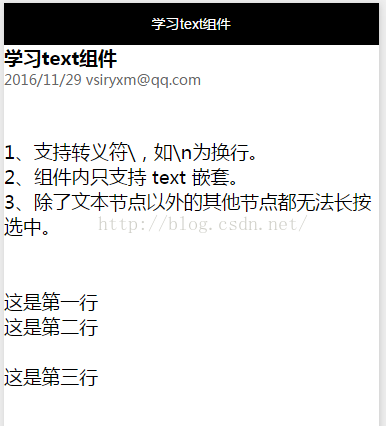 学习text组件
学习text组件
2016/11/29 vsiryxm@qq.com
1、支持转义符\，如\n为换行。
2、组件内只支持 text 嵌套。
3、除了文本节点以外的其他节点都无法长按
选中。
http://blog.csdn.net/
这是第一行
这是第二行
这是第三行